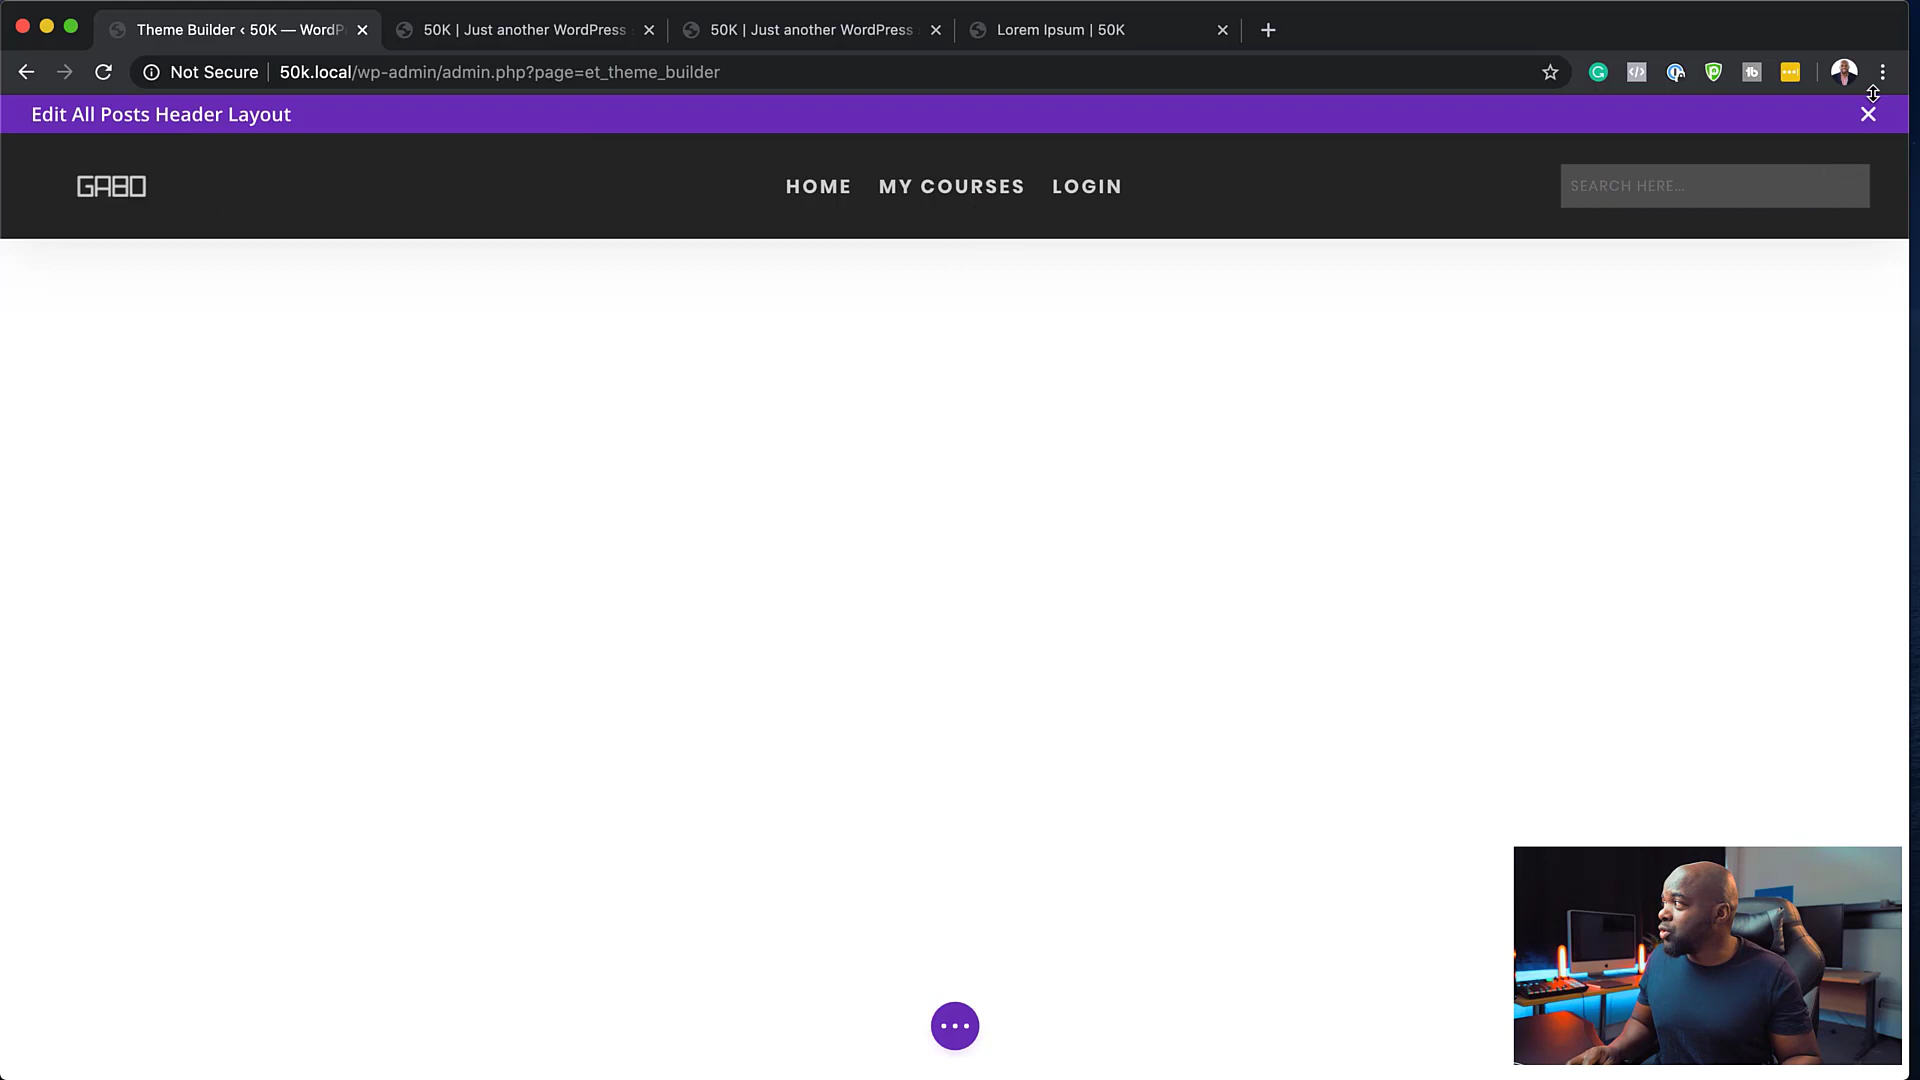 Theme Builder ‹ 50K — WordP
50K | Just another WordPress
50K | Just another WordPress
Lorem Ipsum | 50K
Not Secure
50k.local/wp-admin/admin.php?page=et_theme_builder
Edit All Posts Header Layout
GABO
HOME
MY COURSES
LOGIN
SEARCH HERE...